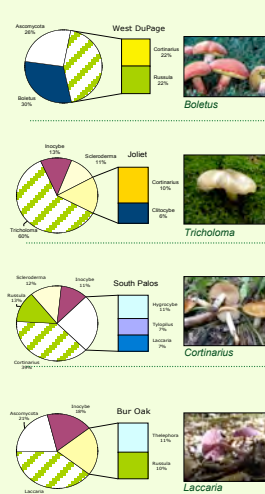 West DuPage
Ascomycota
26%
Cortinarius
22%
Russula
22%
Boletus
30%
Boletus
Joliet
Inocybe
13%
Scleroderma
11%
Cortinarius
10%
Clitocybe
6%
Tricholoma
60%
Tricholoma
South Palos
Scleroderma
12%
Inocybe
11%
Russula
13%
Hygrocybe
11%
Tylopilus
7%
Laccaria
7%
Cortinarius
Cortinarius
Bur Oak
Inocybe
18%
Ascomycota
21%
Thelephora
11%
Russula
10%
Laccaria
Laccaria